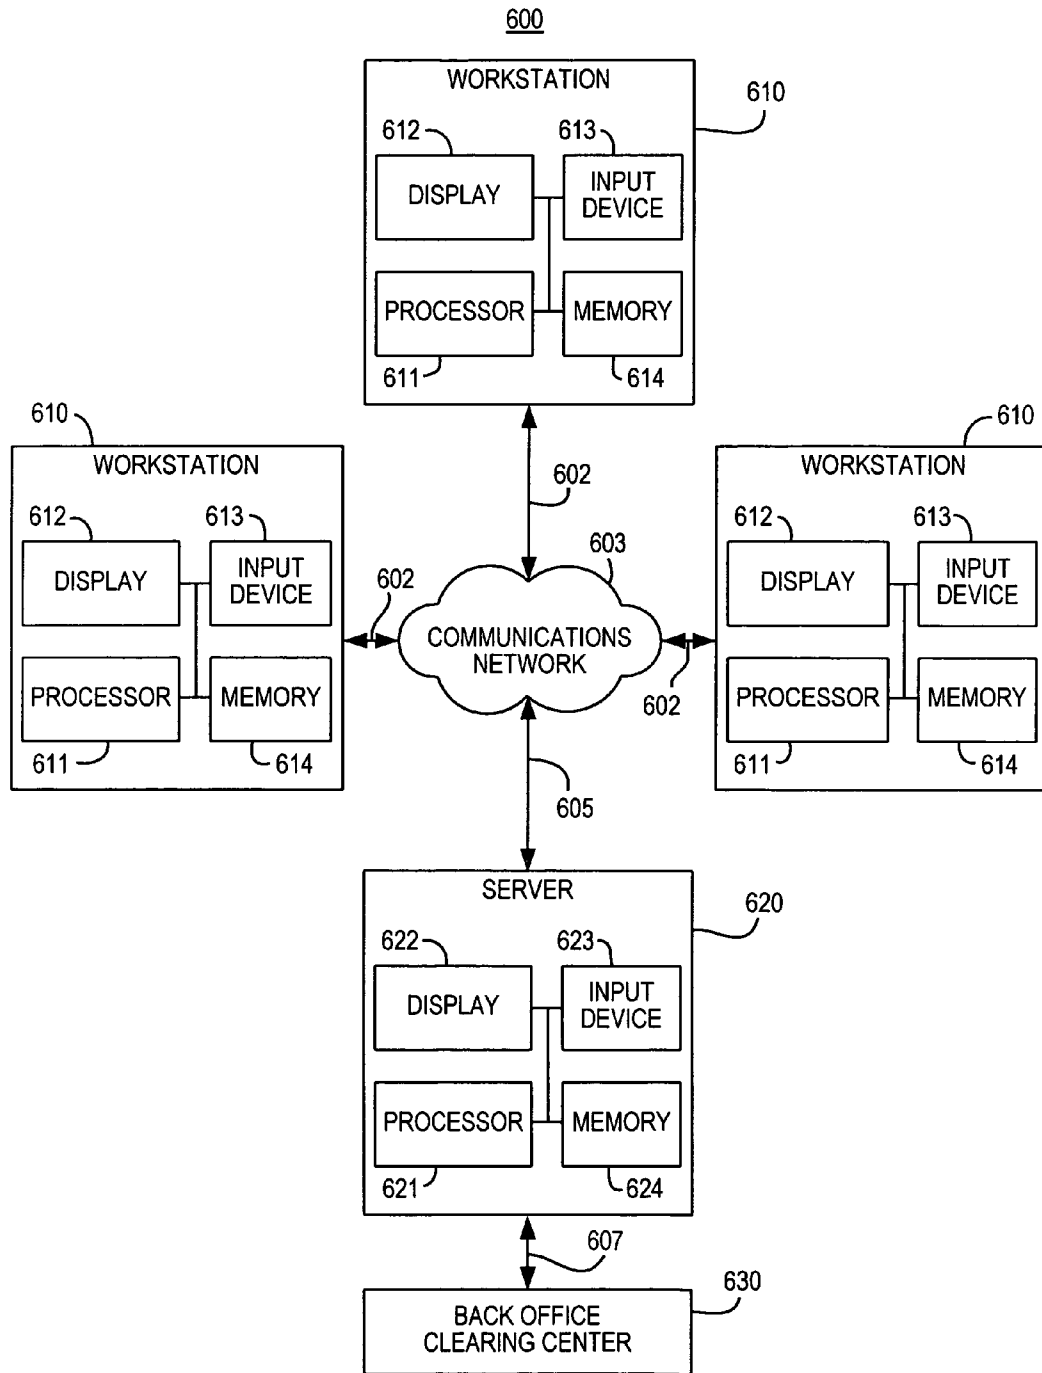 600
WORKSTATION
610
612
613
DISPLAY
INPUT
DEVICE
PROCESSOR
MEMORY
611
614
610
WORKSTATION
612
613
DISPLAY
INPUT
DEVICE
PROCESSOR
MEMORY
611
614
602
602
603
COMMUNICATIONS
NETWORK
602
605
610
WORKSTATION
612
613
DISPLAY
INPUT
DEVICE
PROCESSOR
MEMORY
611
614
SERVER
620
622
623
DISPLAY
INPUT
DEVICE
PROCESSOR
MEMORY
621
624
607
630
BACK OFFICE
CLEARING CENTER